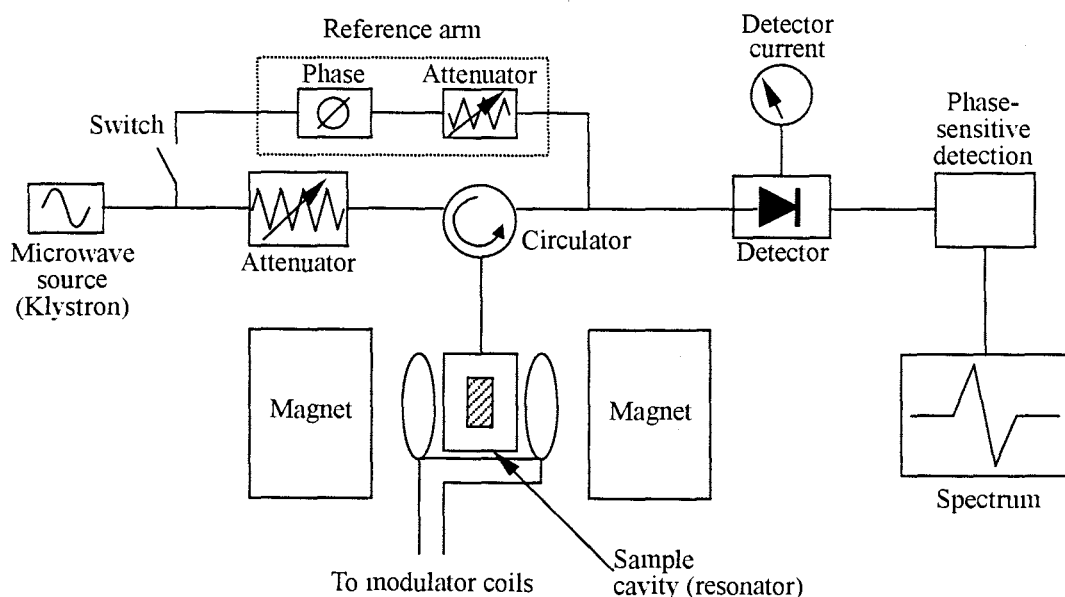 Reference arm
Phase
Attenuator
Switch
Detector
current
Phase-
sensitive
detection
Microwave
source
(Klystron)
Attenuator
Circulator
Detector
Magnet
Magnet
Spectrum
To modulator coils
Sample
cavity (resonator)